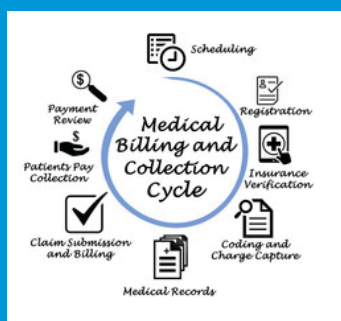 Scheduling
Registration
Insurance
Verification
Coding and
Charge Capture
Medical Records
Claim Submission
and Billing
Patients Pay
Collection
Payment
Review
Medical
Billing and
Collection
Cycle